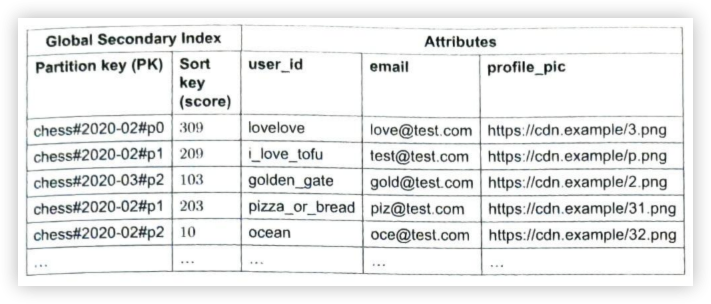 Global Secondary Index Attributes
Partition key (PK) Sort key (score) user_id email profile_pic
chess#2020-02#p0 309 lovelove love@test.com https://cdn.example/3.png
chess#2020-02#p1 209 i_love_tofu test@test.com https://cdn.example/p.png
chess#2020-03#p2 103 golden_gate gold@test.com https://cdn.example/2.png
chess#2020-02#p1 203 pizza_or_bread piz@test.com https://cdn.example/31.png
chess#2020-02#p2 10 ocean oce@test.com https://cdn.example/32.png
... ... ... ... ...